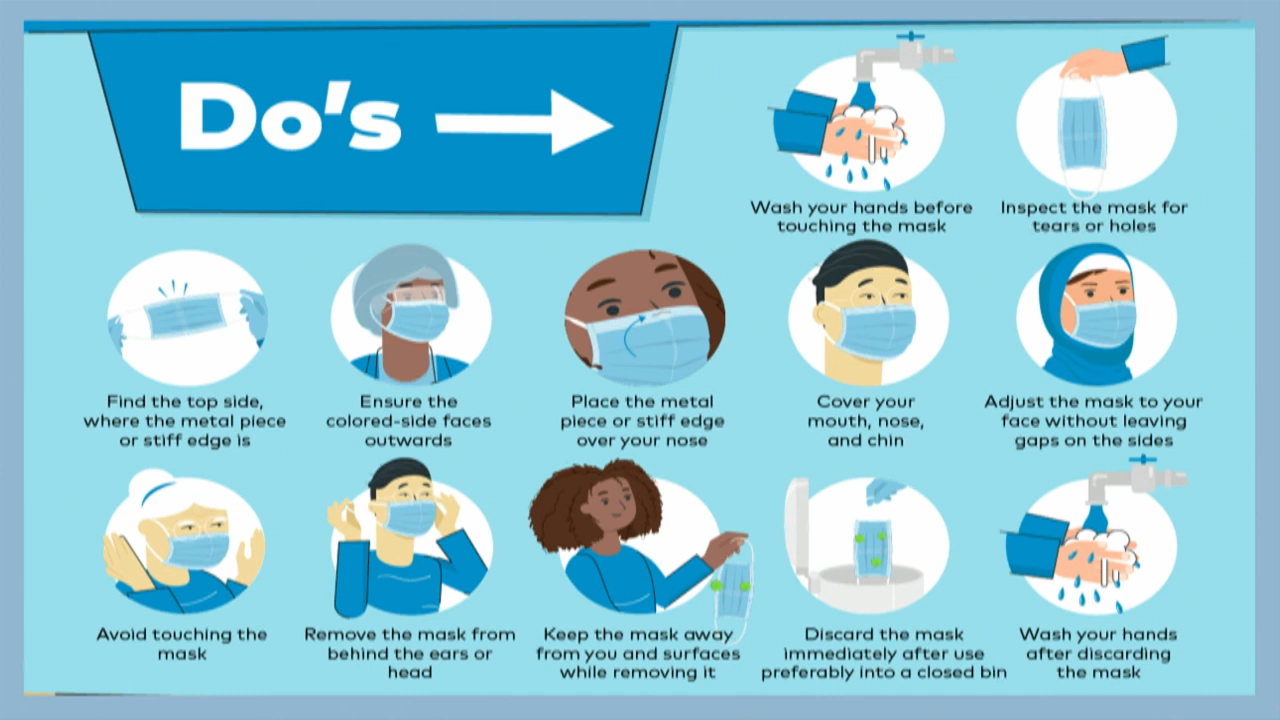 Do's
Wash your hands before
touching the mask
Inspect the mask for
tears or holes
Find the top side,
where the metal piece
or stiff edge is
Ensure the
colored-side faces
outwards
Place the metal
piece or stiff edge
over your nose
Cover your
mouth, nose,
and chin
Adjust the mask to your
face without leaving
gaps on the sides
Avoid touching the
mask
Remove the mask from
behind the ears or
head
Keep the mask away
from you and surfaces
while removing it
Discard the mask
immediately after use
preferably into a closed bin
Wash your hands
after discarding
the mask